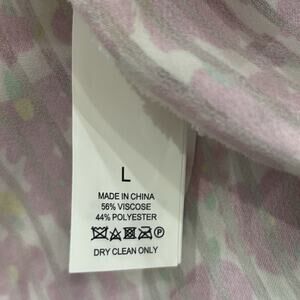 L
MADE IN CHINA
56% VISCOSE
44% POLYESTER
DRY CLEAN ONLY